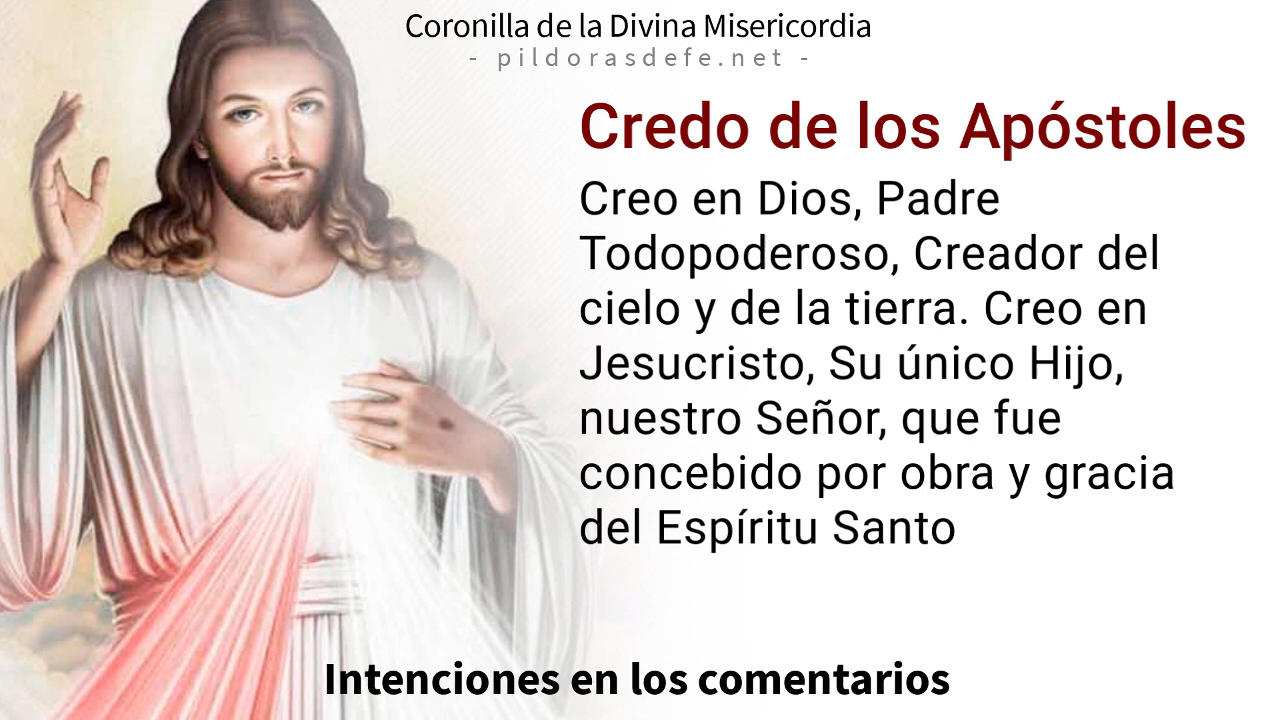 Coronilla de la Divina Misericordia
- pildorasdefe.net -
Credo de los Apóstoles
Creo en Dios, Padre
Todopoderoso, Creador del
cielo y de la tierra. Creo en
Jesucristo, Su único Hijo,
nuestro Señor, que fue
concebido por obra y gracia
del Espíritu Santo
Intenciones en los comentarios